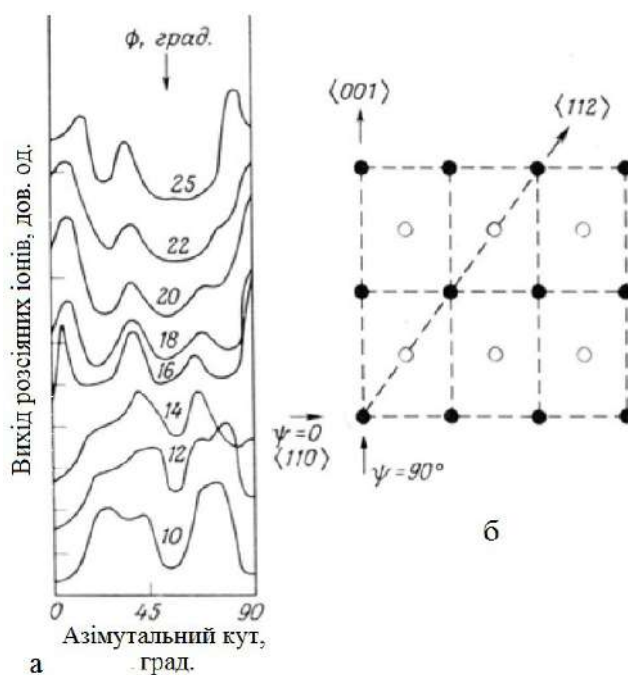 ϕ, град.
25
22
20
18
16
14
12
10
Вихід розсіяних іонів, дов. од.
0
45
90
Азімутальний кут,
град.
а
⟨001⟩
⟨112⟩
ψ=0
⟨110⟩
ψ=90°
б